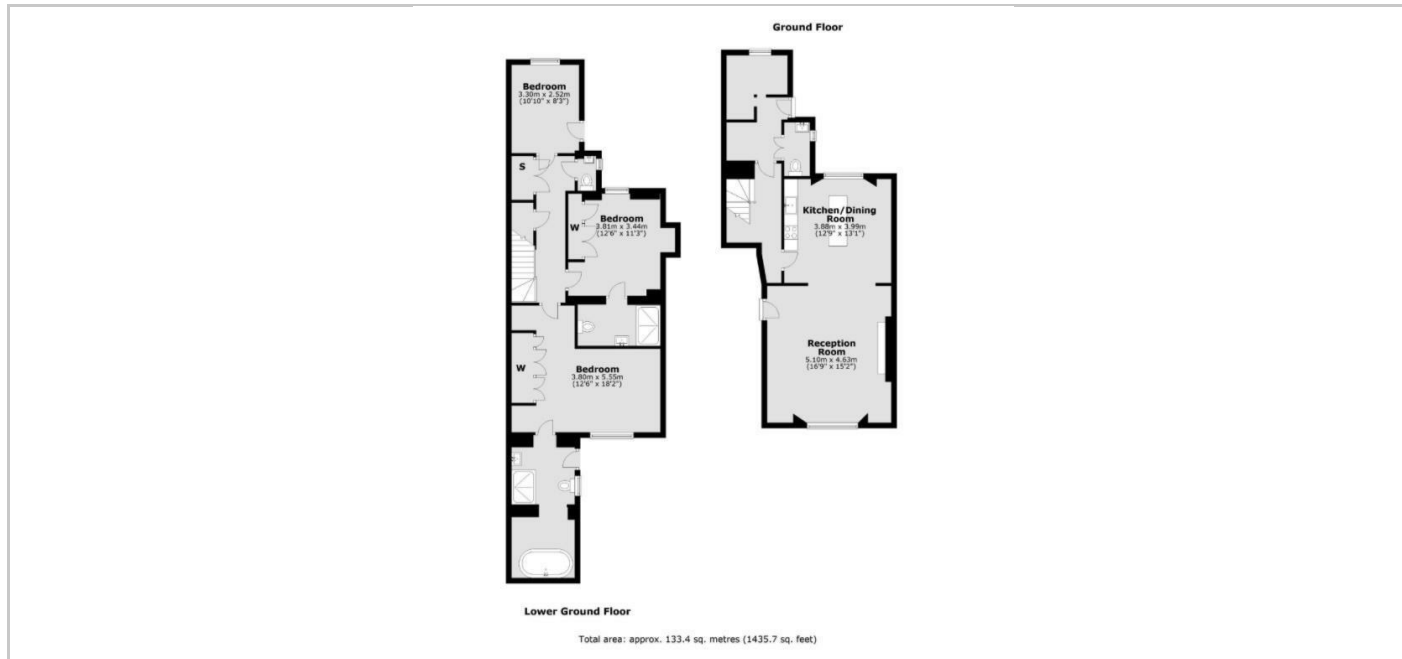 Ground Floor
Bedroom
3.30m x 2.52m
(10'10" x 8'3")
S
W
Bedroom
3.81m x 3.44m
(12'6" x 11'3")
W
Bedroom
3.80m x 5.55m
(12'6" x 18'2")
Lower Ground Floor
Kitchen/Dining
Room
3.88m x 3.99m
(12'9" x 13'1")
Reception
Room
5.10m x 4.63m
(16'9" x 15'2")
Total area: approx. 133.4 sq. metres (1435.7 sq. feet)